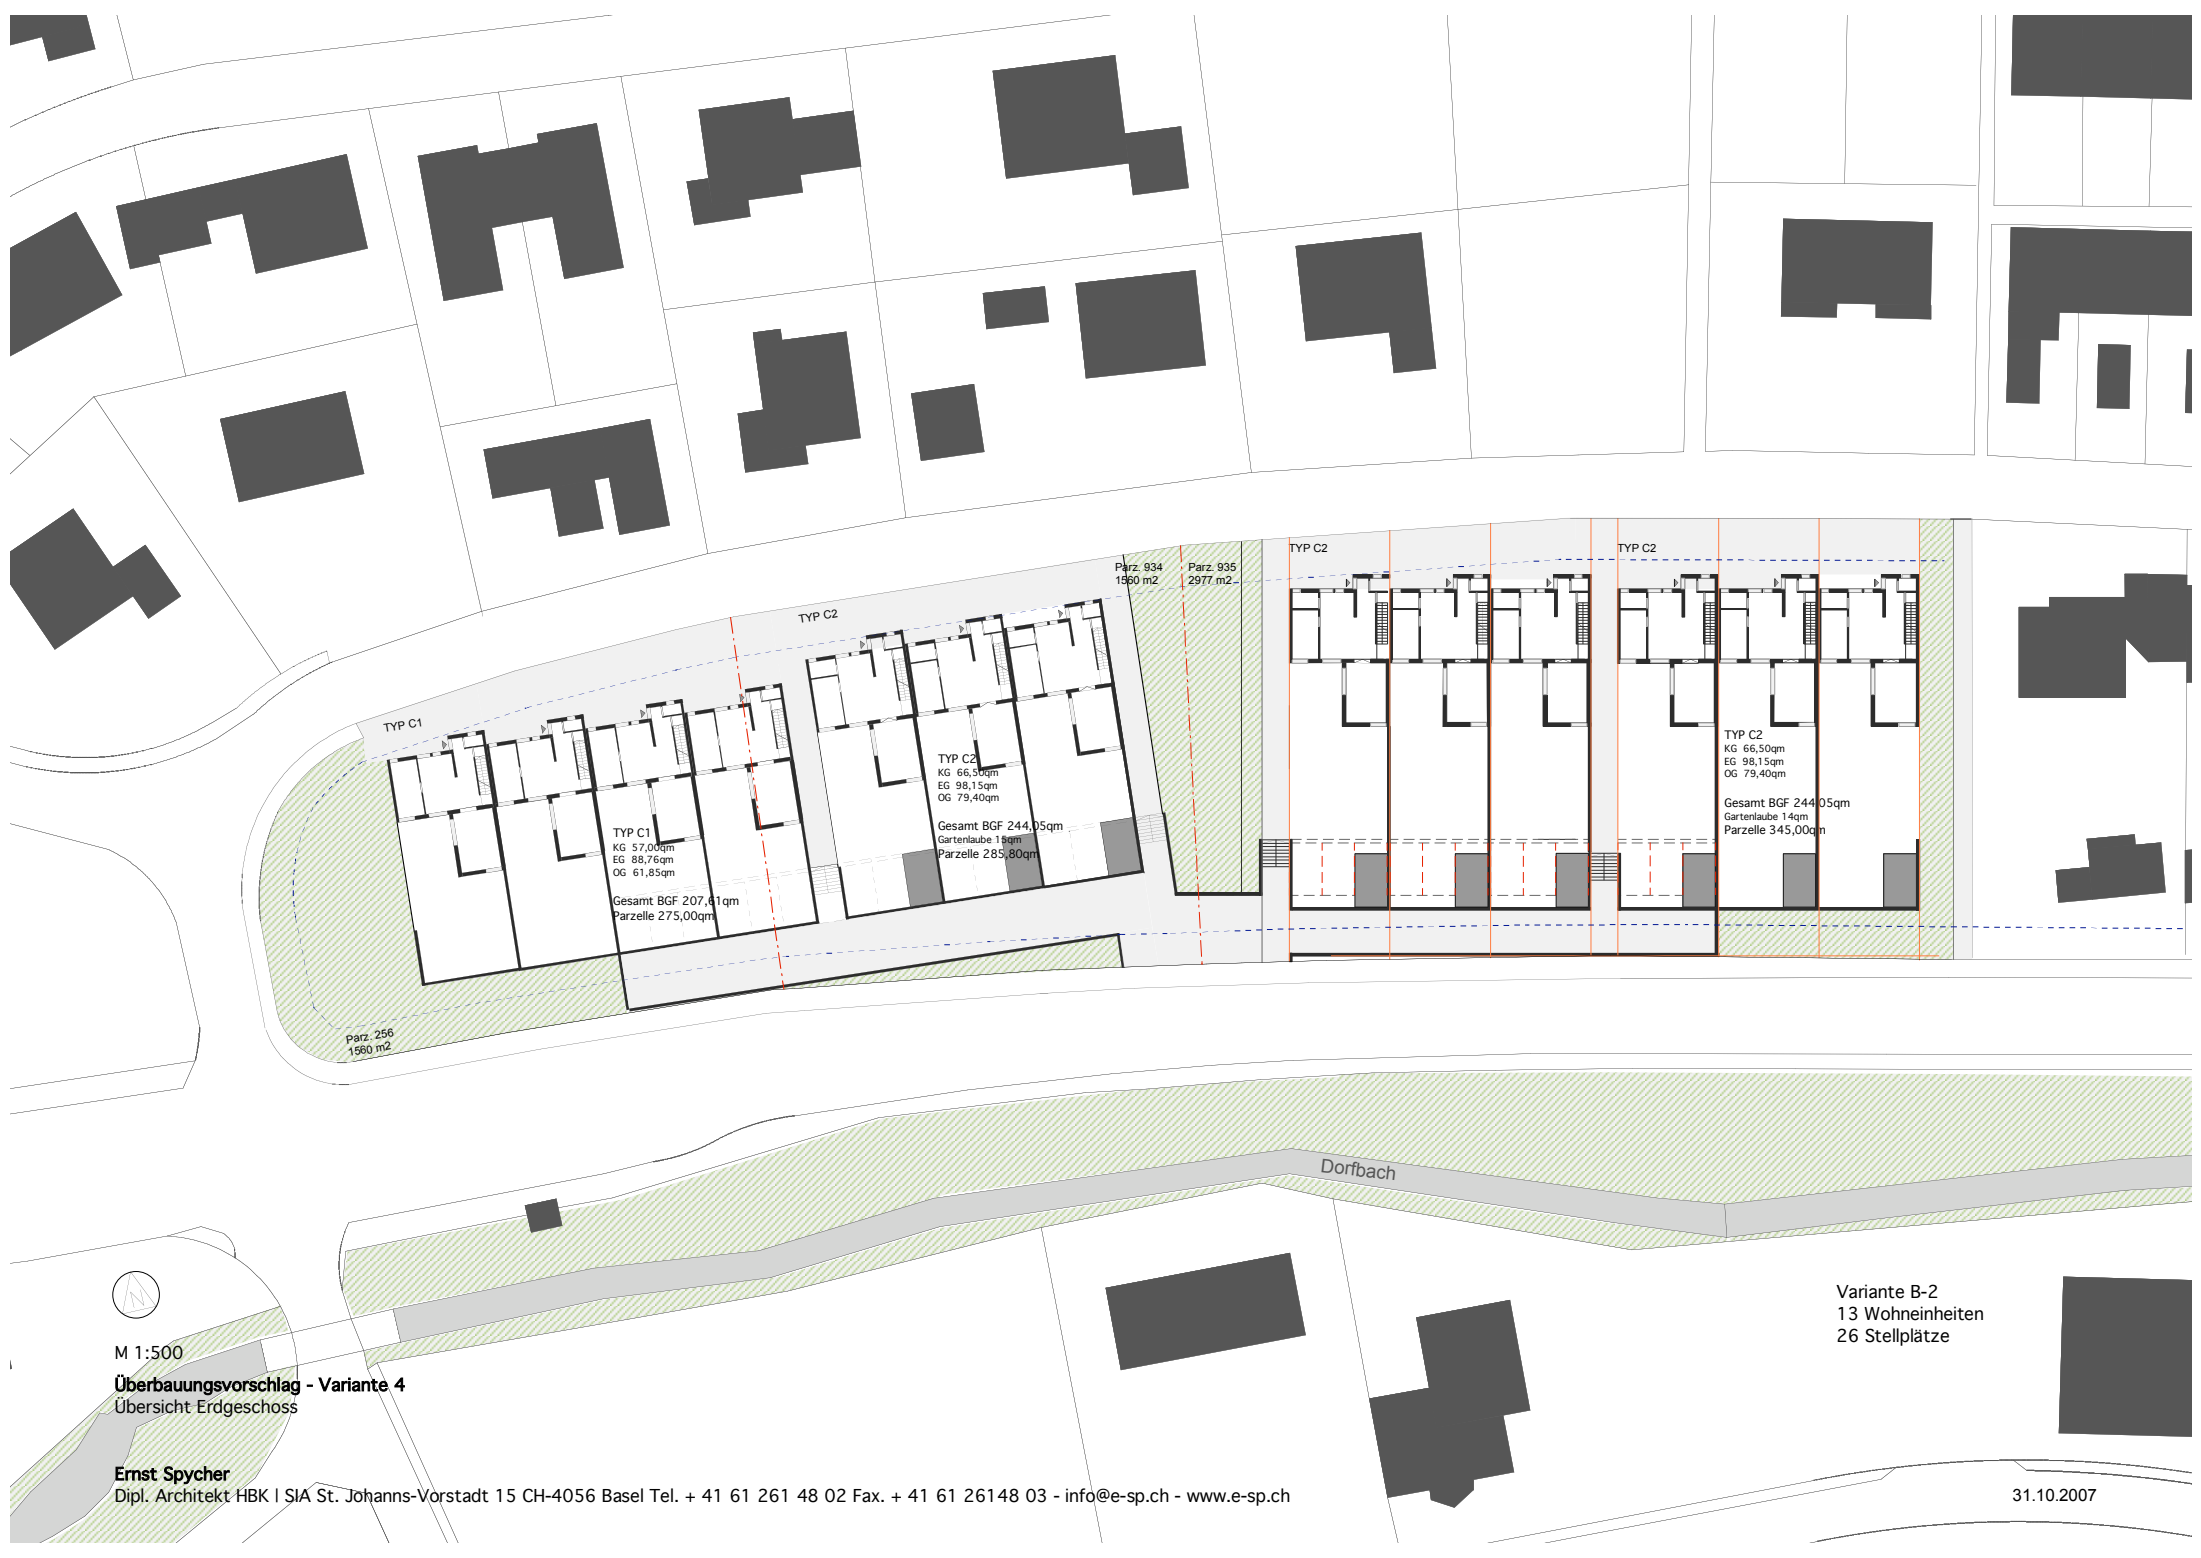 TYP C2
TYP C2
Parz. 934
1560 m2
Parz. 935
2977 m2
TYP C2
TYP C1
TYP C2
KG 66,50qm
EG 98,15qm
OG 79,40qm
Gesamt BGF 244,05qm
Gartenlaube 14qm
Parzelle 345,00qm
TYP C2
KG 66,50qm
EG 98,15qm
OG 79,40qm
Gesamt BGF 244,05qm
Gartenlaube 15qm
Parzelle 285,80qm
TYP C1
KG 57,00qm
EG 88,76qm
OG 61,85qm
Gesamt BGF 207,61qm
Parzelle 275,00qm
Parz. 256
1560 m2
Dorfbach
N
Variante B-2
13 Wohneinheiten
26 Stellplätze
M 1:500
Überbauungsvorschlag - Variante 4
Übersicht Erdgeschoss
Ernst Spycher
Dipl. Architekt HBK | SIA St. Johanns-Vorstadt 15 CH-4056 Basel Tel. + 41 61 261 48 02 Fax. + 41 61 26148 03 - info@e-sp.ch - www.e-sp.ch
31.10.2007